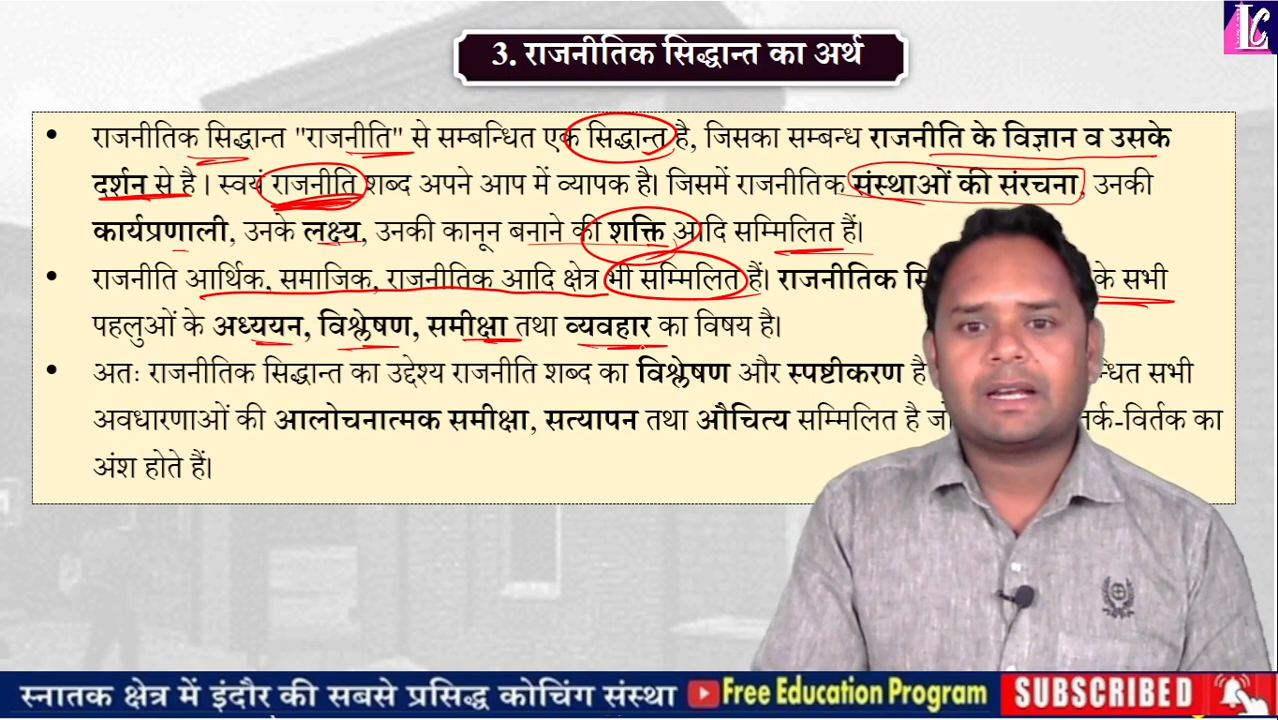 LC
3. राजनीतिक सिद्धान्त का अर्थ
• राजनीतिक सिद्धान्त "राजनीति" से सम्बन्धित एक सिद्धान्त है, जिसका सम्बन्ध राजनीति के विज्ञान व उसके
दर्शन से है। स्वयं राजनीति शब्द अपने आप में व्यापक है। जिसमें राजनीतिक संस्थाओं की संरचना, उनकी
कार्यप्रणाली, उनके लक्ष्य, उनकी कानून बनाने की शक्ति आदि सम्मिलित हैं।
• राजनीति आर्थिक, समाजिक, राजनीतिक आदि क्षेत्र भी सम्मिलित हैं। राजनीतिक के सभी
पहलुओं के अध्ययन, विश्लेषण, समीक्षा तथा व्यवहार का विषय है।
• अतः राजनीतिक सिद्धान्त का उद्देश्य राजनीति शब्द का विश्लेषण और स्पष्टीकरण है सभी
अवधारणाओं की आलोचनात्मक समीक्षा, सत्यापन तथा औचित्य सम्मिलित है तर्क-विर्तक का
अंश होते हैं।
स्नातक क्षेत्र में इंदौर की सबसे प्रसिद्ध कोचिंग संस्था Free Education Program SUBSCRIBED